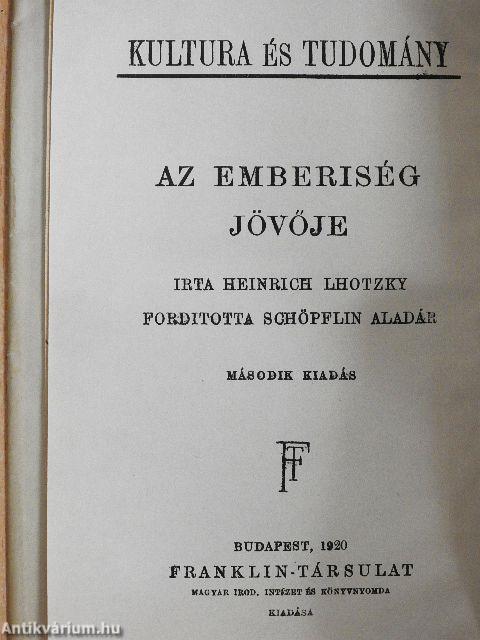 KULTURA ÉS TUDOMÁNY
AZ EMBERISÉG
JÖVŐJE
IRTA HEINRICH LHOTZKY
FORDITOTTA SCHÖPFLIN ALADÁR
MÁSODIK KIADÁS
FT
BUDAPEST, 1920
FRANKLIN-TÁRSULAT
MAGYAR IROD. INTÉZET ÉS KÖNYVNYOMDA
KIADÁSA
Antikvárium.hu